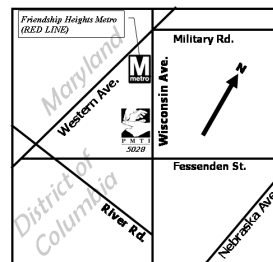 Friendship Heights Metro
(RED LINE)
Military Rd.
M
metro
Maryland
Western Ave.
Wisconsin Ave.
N
PMTI
5028
Fessenden St.
District of
Columbia
River Rd.
Nebraska Ave